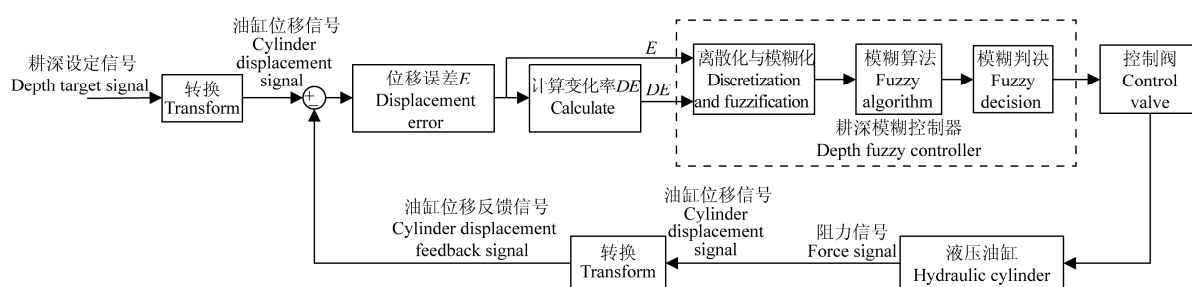 耕深设定信号
Depth target signal
转换
Transform
油缸位移信号
Cylinder
displacement
signal
+
−
位移误差E
Displacement
error
计算变化率DE
Calculate
E
DE
离散化与模糊化
Discretization
and fuzzification
模糊算法
Fuzzy
algorithm
模糊判决
Fuzzy
decision
耕深模糊控制器
Depth fuzzy controller
控制阀
Control
valve
液压油缸
Hydraulic cylinder
阻力信号
Force signal
油缸位移信号
Cylinder
displacement
signal
转换
Transform
油缸位移反馈信号
Cylinder displacement
feedback signal